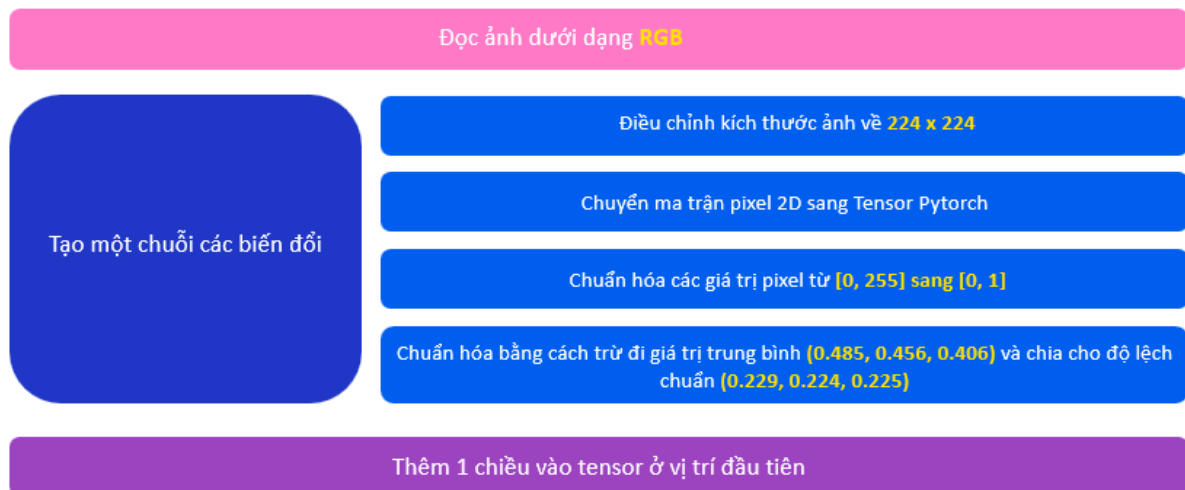 Đọc ảnh dưới dạng RGB
Tạo một chuỗi các biến đổi
Điều chỉnh kích thước ảnh về 224 x 224
Chuyển ma trận pixel 2D sang Tensor Pytorch
Chuẩn hóa các giá trị pixel từ [0, 255] sang [0, 1]
Chuẩn hóa bằng cách trừ đi giá trị trung bình (0.485, 0.456, 0.406) và chia cho độ lệch
chuẩn (0.229, 0.224, 0.225)
Thêm 1 chiều vào tensor ở vị trí đầu tiên